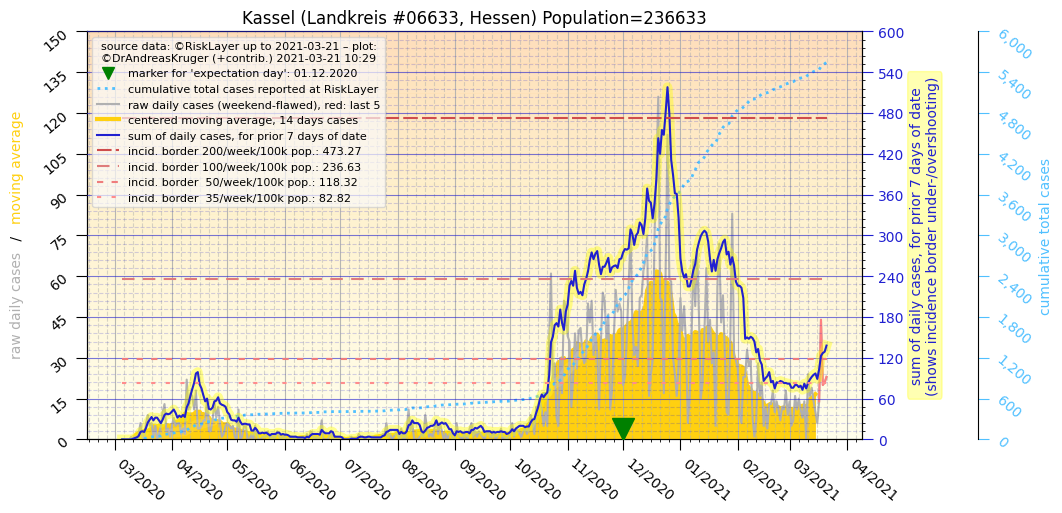 Kassel (Landkreis #06633, Hessen) Population=236633
source data: ©RiskLayer up to 2021-03-21 – plot:
©DrAndreasKruger (+contrib.) 2021-03-21 10:29
marker for 'expectation day': 01.12.2020
cumulative total cases reported at RiskLayer
raw daily cases (weekend-flawed), red: last 5
centered moving average, 14 days cases
sum of daily cases, for prior 7 days of date
incid. border 200/week/100k pop.: 473.27
incid. border 100/week/100k pop.: 236.63
incid. border  50/week/100k pop.: 118.32
incid. border  35/week/100k pop.: 82.82
raw daily cases  /  moving average
150
135
120
105
90
75
60
45
30
15
0
03/2020
04/2020
05/2020
06/2020
07/2020
08/2020
09/2020
10/2020
11/2020
12/2020
01/2021
02/2021
03/2021
04/2021
600
540
480
420
360
300
240
180
120
60
0
sum of daily cases, for prior 7 days of date
(shows incidence border under-/overshooting)
6,000
5,400
4,800
4,200
3,600
3,000
2,400
1,800
1,200
600
0
cumulative total cases